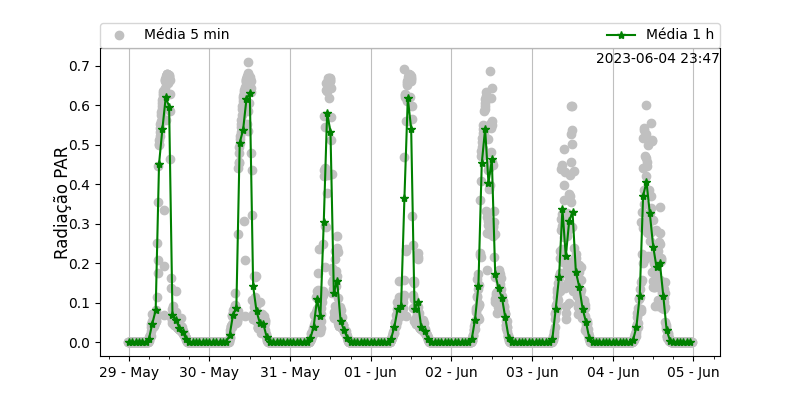 Média 5 min
Média 1 h
2023-06-04 23:47
Radiação PAR
0.7
0.6
0.5
0.4
0.3
0.2
0.1
0.0
29 - May
30 - May
31 - May
01 - Jun
02 - Jun
03 - Jun
04 - Jun
05 - Jun